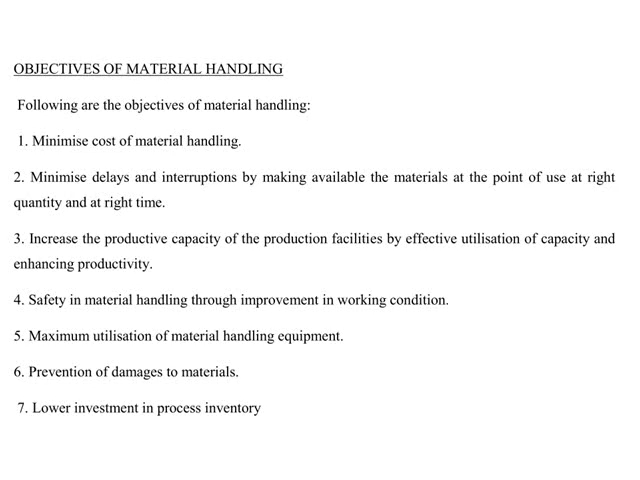 OBJECTIVES OF MATERIAL HANDLING
Following are the objectives of material handling:
1. Minimise cost of material handling.
2. Minimise delays and interruptions by making available the materials at the point of use at right
quantity and at right time.
3. Increase the productive capacity of the production facilities by effective utilisation of capacity and
enhancing productivity.
4. Safety in material handling through improvement in working condition.
5. Maximum utilisation of material handling equipment.
6. Prevention of damages to materials.
7. Lower investment in process inventory